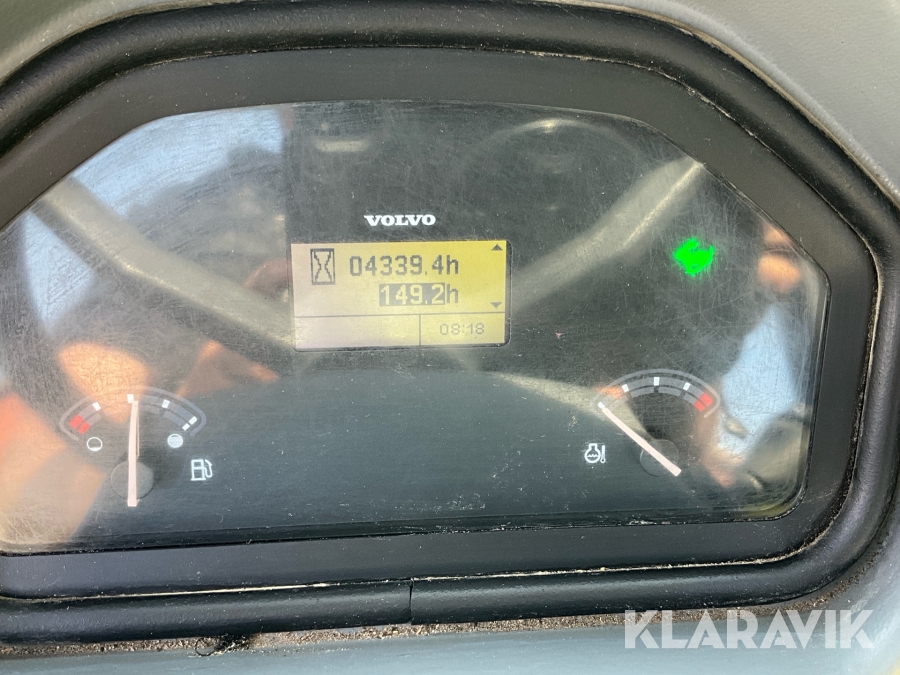 VOLVO
04339.4h
149.2h
08:18
KLARAVIK